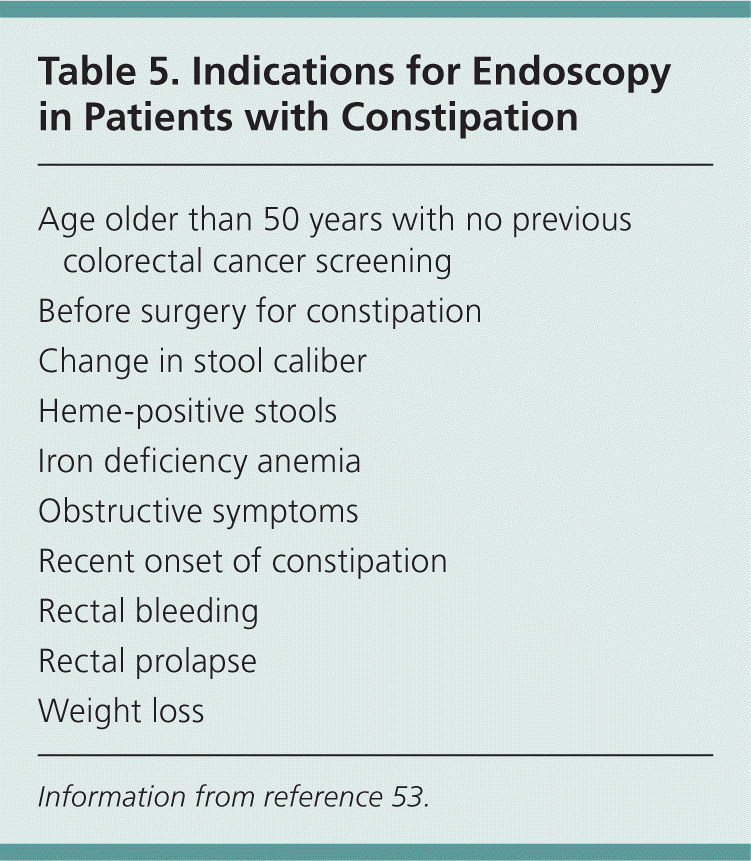 Table 5. Indications for Endoscopy
in Patients with Constipation
Age older than 50 years with no previous
colorectal cancer screening
Before surgery for constipation
Change in stool caliber
Heme-positive stools
Iron deficiency anemia
Obstructive symptoms
Recent onset of constipation
Rectal bleeding
Rectal prolapse
Weight loss
Information from reference 53.